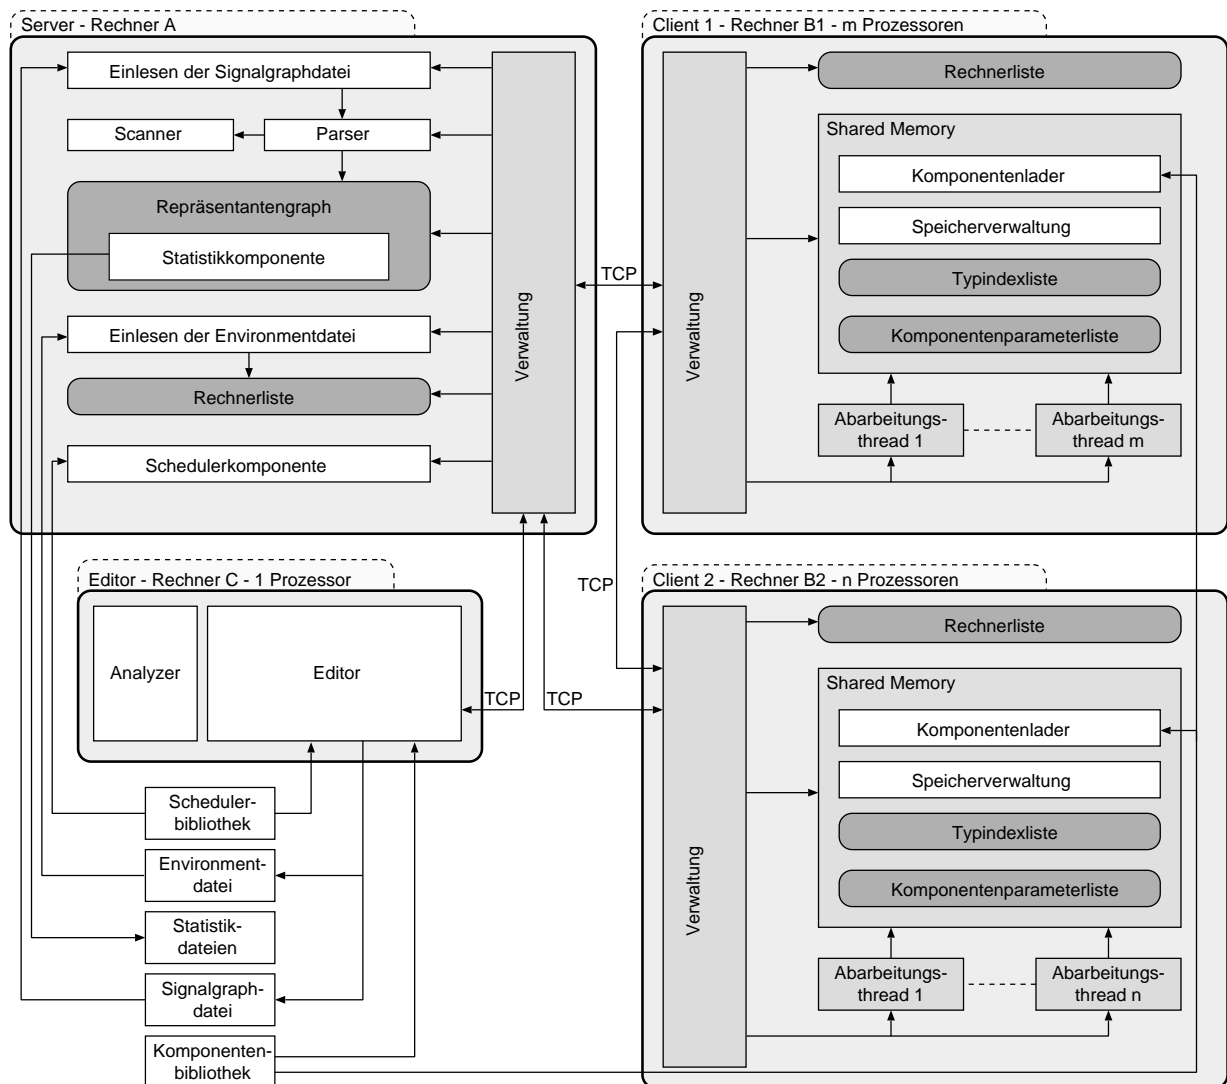 Server - Rechner A
Einlesen der Signalgraphdatei
Scanner
Parser
Repräsentantengraph
Statistikkomponente
Einlesen der Environmentdatei
Rechnerliste
Schedulerkomponente
Verwaltung
TCP
Client 1 - Rechner B1 - m Prozessoren
Verwaltung
Rechnerliste
Shared Memory
Komponentenlader
Speicherverwaltung
Typindexliste
Komponentenparameterliste
Abarbeitungs-
thread 1
Abarbeitungs-
thread m
Editor - Rechner C - 1 Prozessor
Analyzer
Editor
TCP
TCP
TCP
Scheduler-
bibliothek
Environment-
datei
Statistik-
dateien
Signalgraph-
datei
Komponenten-
bibliothek
Client 2 - Rechner B2 - n Prozessoren
Verwaltung
Rechnerliste
Shared Memory
Komponentenlader
Speicherverwaltung
Typindexliste
Komponentenparameterliste
Abarbeitungs-
thread 1
Abarbeitungs-
thread n